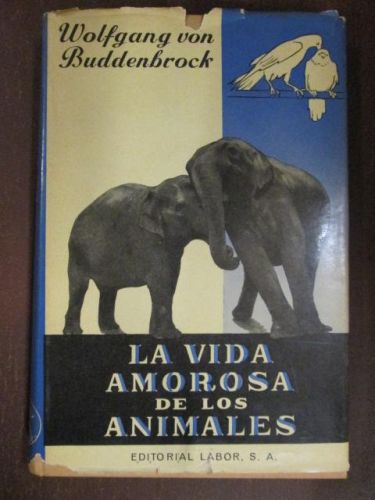 Wolfgang von
Buddenbrock
LA VIDA
AMOROSA
DE LOS
ANIMALES
EDITORIAL LABOR, S. A.